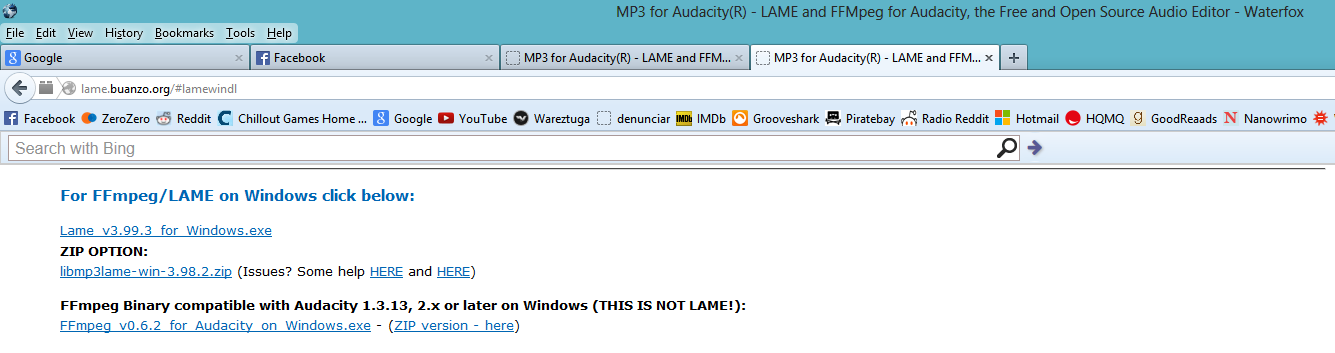 MP3 for Audacity(R) - LAME and FFMpeg for Audacity, the Free and Open Source Audio Editor - Waterfox
File Edit View History Bookmarks Tools Help
Google Facebook MP3 for Audacity(R) - LAME and FFM... MP3 for Audacity(R) - LAME and FFM...
lame.buanzo.org/#lamewindl
Facebook ZeroZero Reddit Chillout Games Home ... Google YouTube Wareztuga denunciar IMDb IMDb Grooveshark Piratebay Radio Reddit Hotmail HQMQ GoodReaads Nanowrimo
Search with Bing
For FFmpeg/LAME on Windows click below:
Lame_v3.99.3_for_Windows.exe
ZIP OPTION:
libmp3lame-win-3.98.2.zip (Issues? Some help HERE and HERE)
FFmpeg Binary compatible with Audacity 1.3.13, 2.x or later on Windows (THIS IS NOT LAME!):
FFmpeg_v0.6.2_for_Audacity_on_Windows.exe - (ZIP version - here)